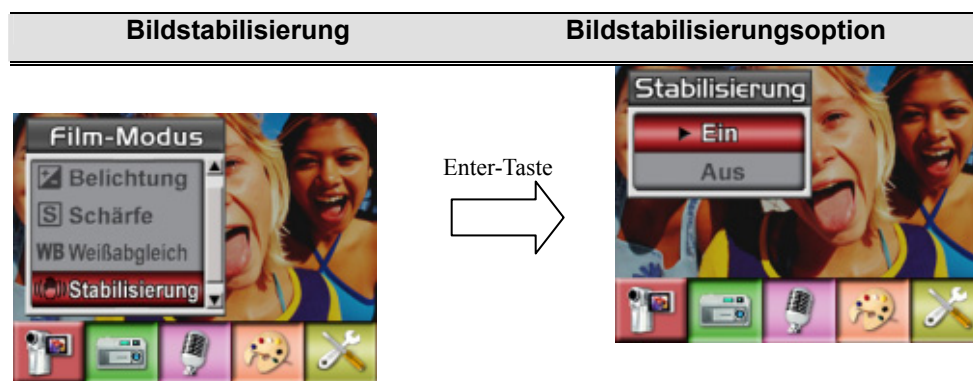 Bildstabilisierung
Bildstabilisierungsoption
Film-Modus
Belichtung
S Schärfe
WB Weißabgleich
Stabilisierung
Enter-Taste
Stabilisierung
Ein
Aus